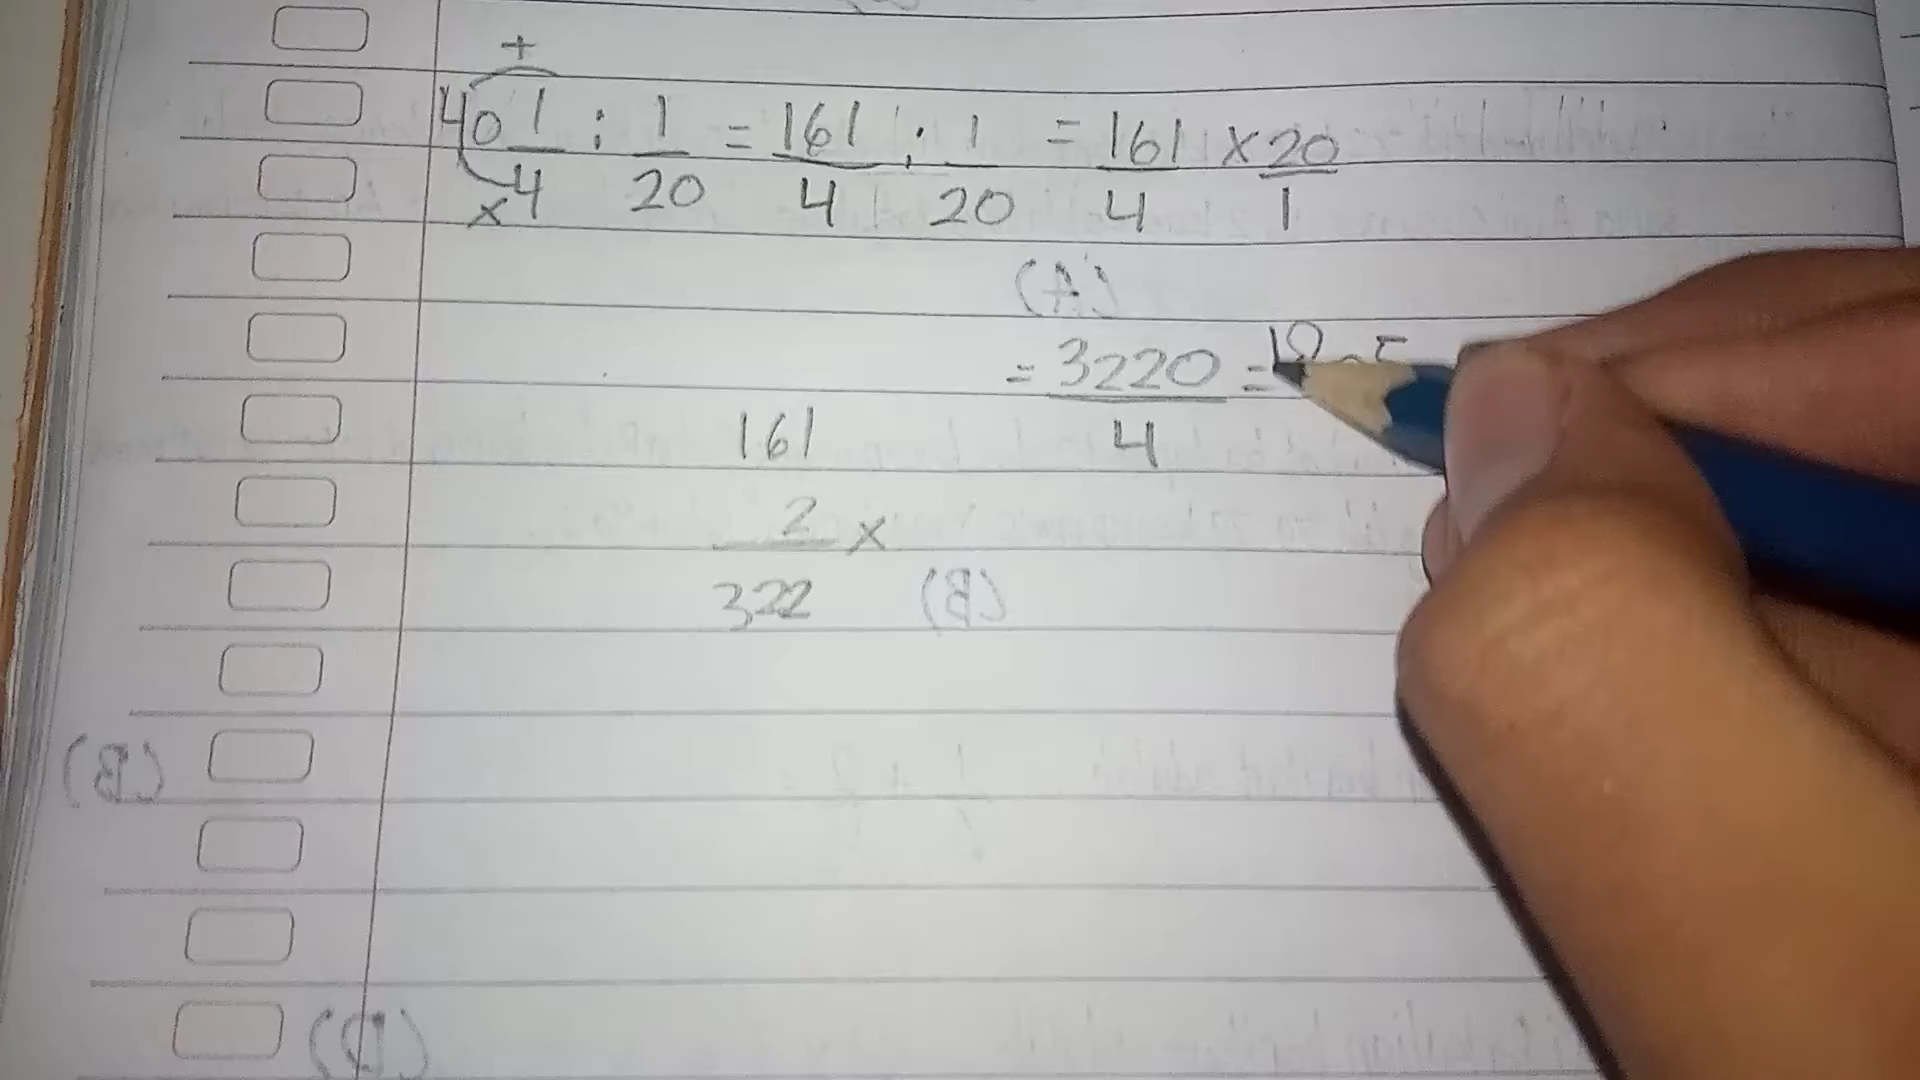 +
40 1/4 : 1/20 = 161/4 : 1/20 = 161/4 x 20/1
x
= 3220/4 =
161
2 x
322